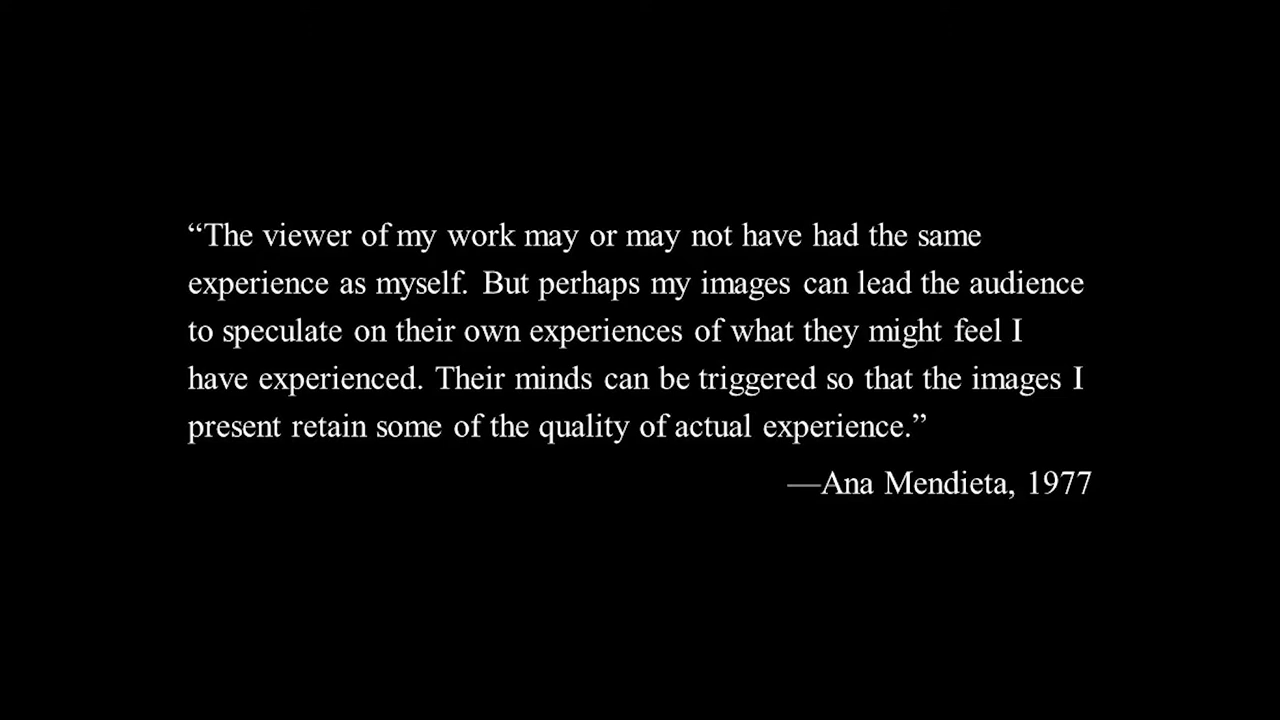 “The viewer of my work may or may not have had the same
experience as myself. But perhaps my images can lead the audience
to speculate on their own experiences of what they might feel I
have experienced. Their minds can be triggered so that the images I
present retain some of the quality of actual experience.”
—Ana Mendieta, 1977